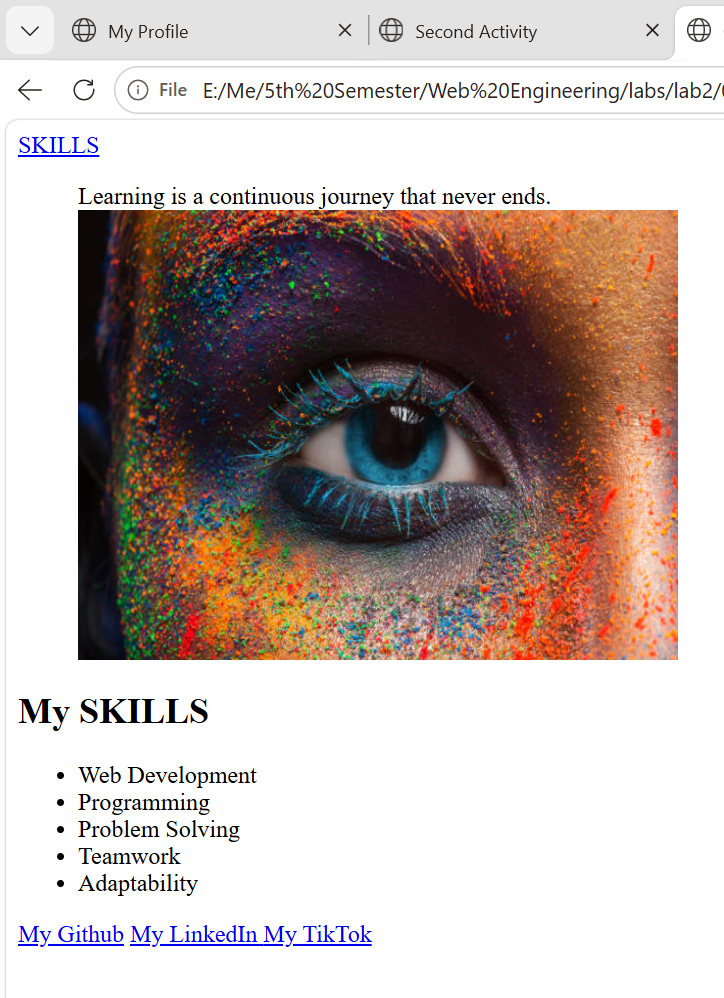 My Profile
Second Activity
File E:/Me/5th%20Semester/Web%20Engineering/labs/lab2/
SKILLS
Learning is a continuous journey that never ends.
My SKILLS
Web Development
Programming
Problem Solving
Teamwork
Adaptability
My Github My LinkedIn My TikTok